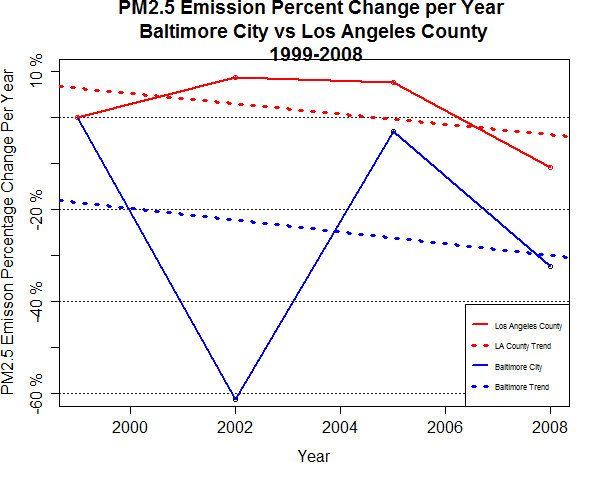 PM2.5 Emission Percent Change per Year
Baltimore City vs Los Angeles County
1999-2008
PM2.5 Emisson Percentage Change Per Year
10 %
-20 %
-40 %
-60 %
Los Angeles County
LA County Trend
Baltimore City
Baltimore Trend
2000
2002
2004
2006
2008
Year